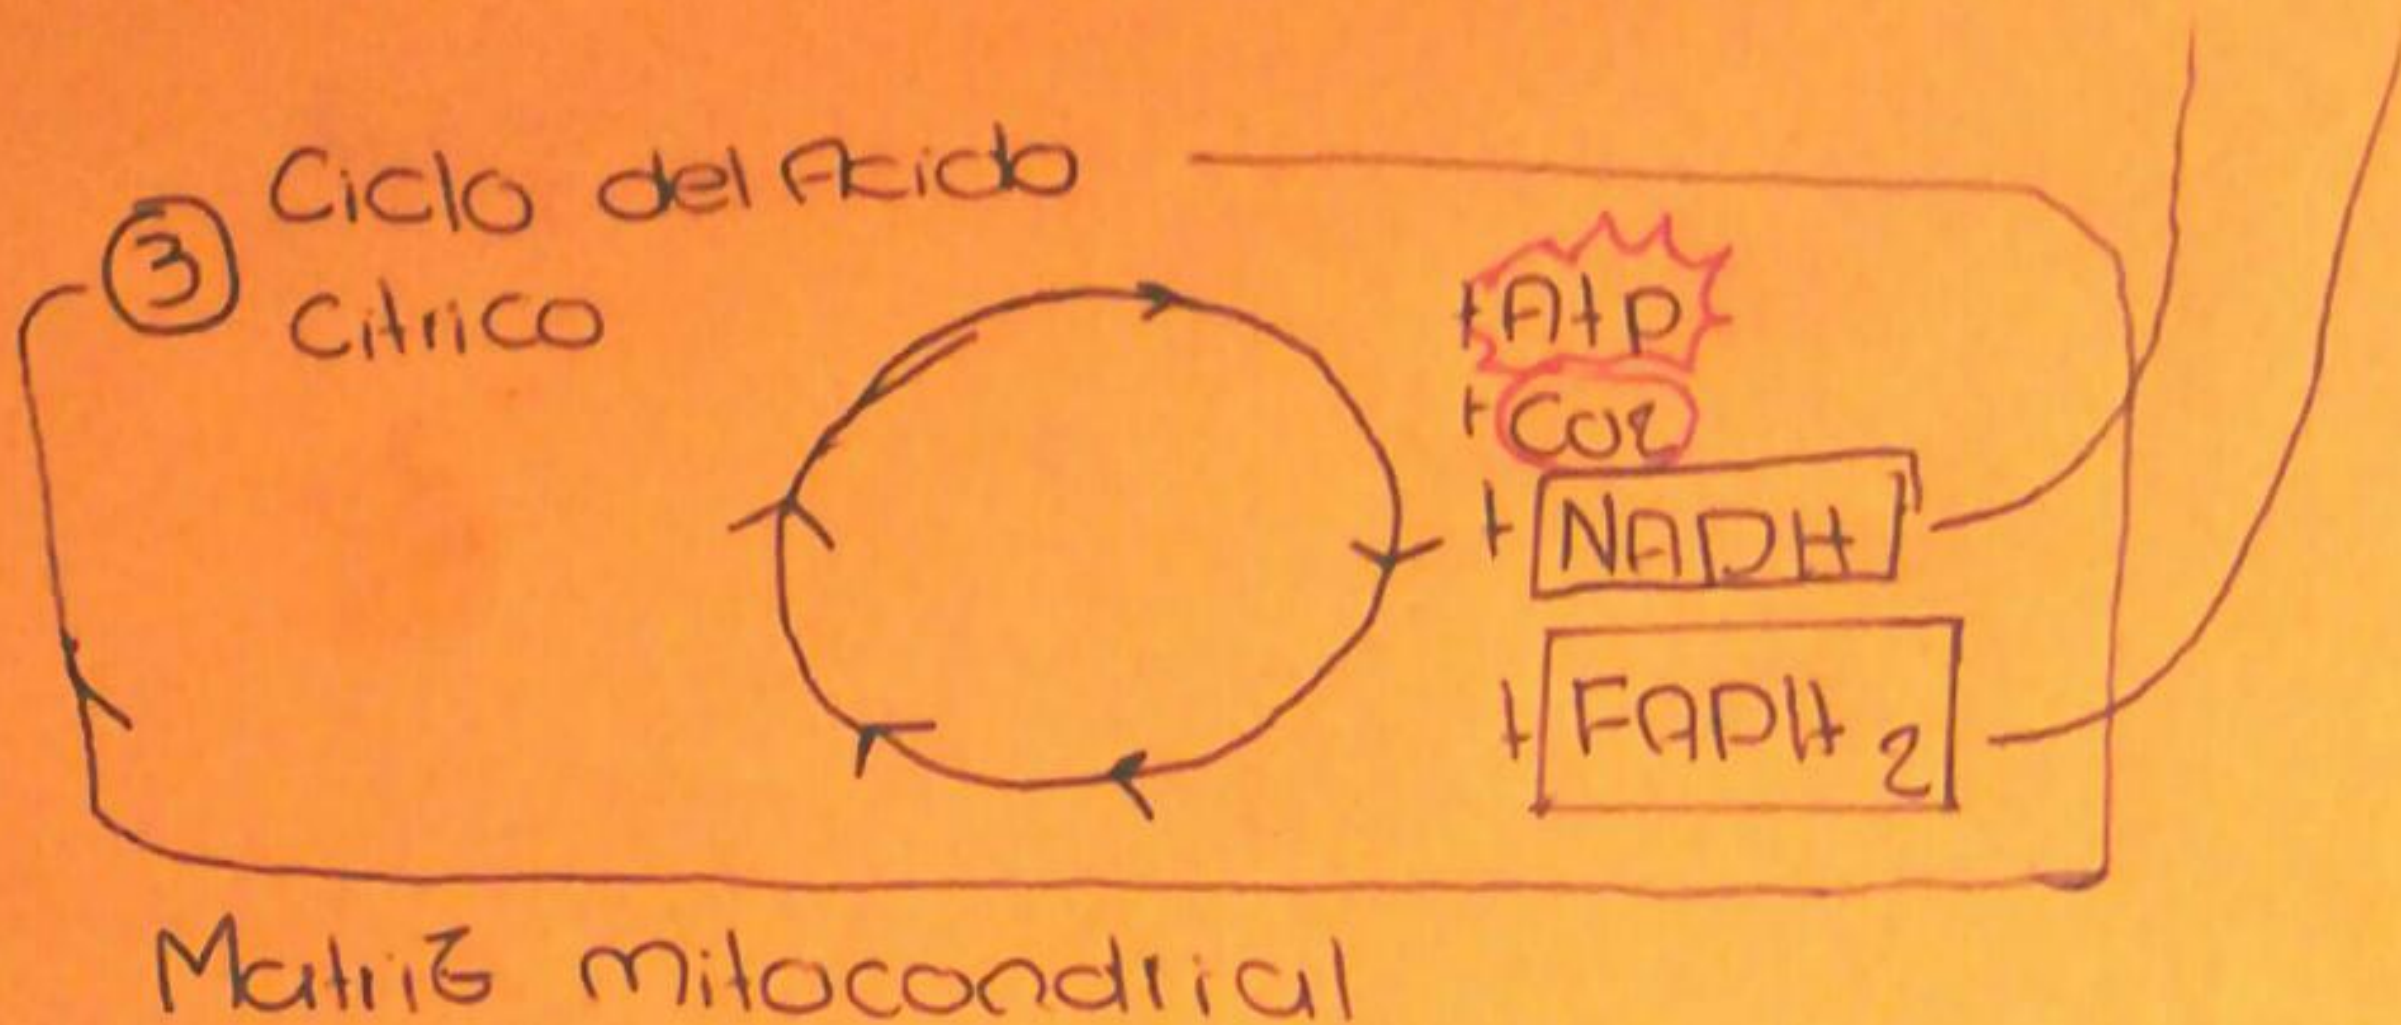 3 Ciclo del Acido
Citrico
+ Atp
+ Co2
+ NADH
+ FADH2
Matriz mitocondrial